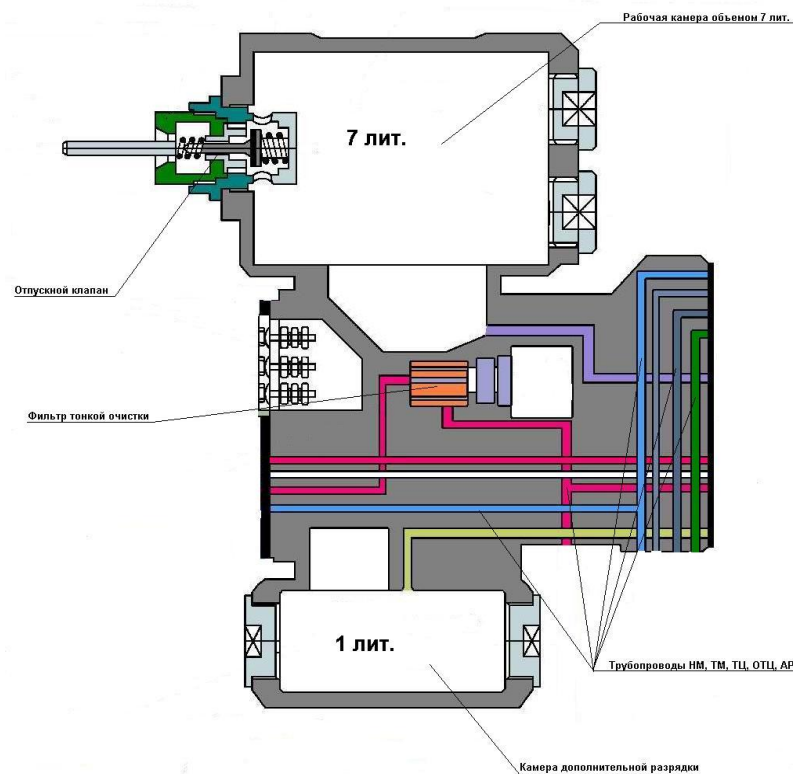 Рабочая камера объемом 7 лит.
7 лит.
Отпускной клапан
Фильтр тонкой очистки
1 лит.
Трубопроводы НМ, ТМ, ТЦ, ОТЦ, АР
Камера дополнительной разрядки